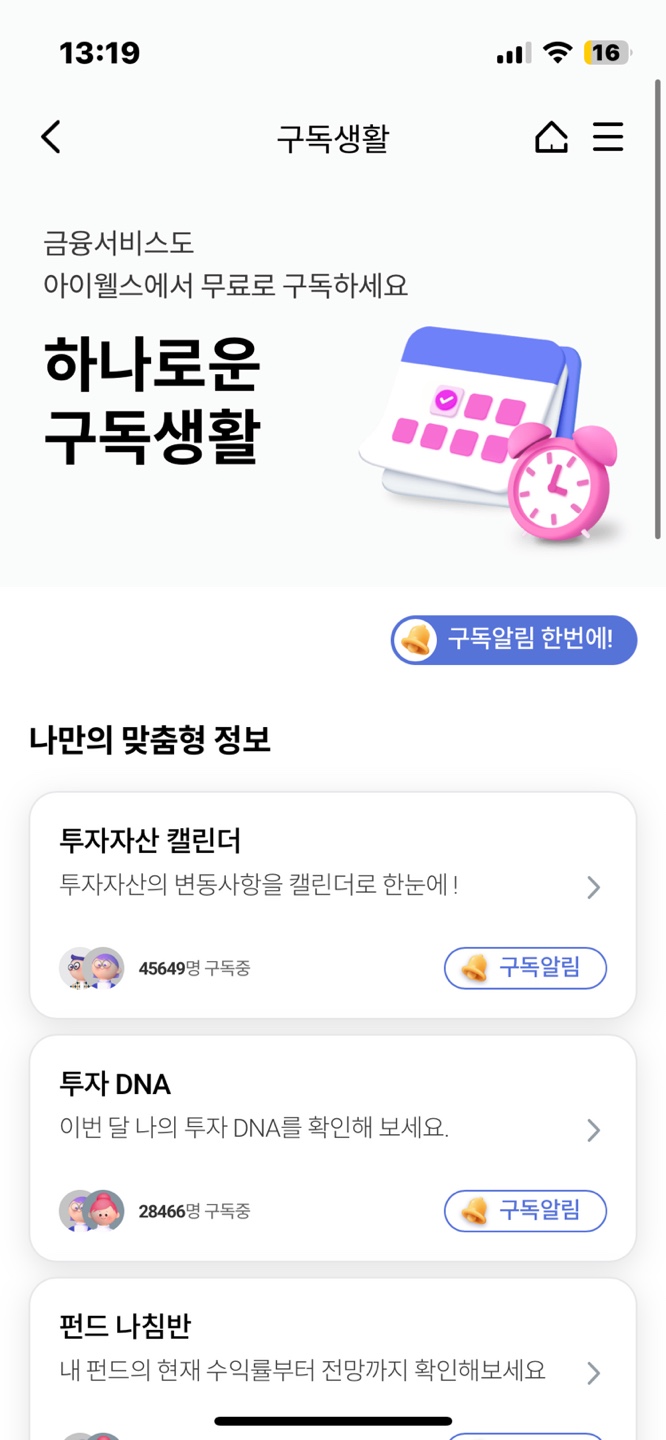 13:19
16
구독생활
금융서비스도
아이웰스에서 무료로 구독하세요
하나로운
구독생활
구독알림 한번에!
나만의 맞춤형 정보
투자자산 캘린더
투자자산의 변동사항을 캘린더로 한눈에 !
45649명 구독중
구독알림
투자 DNA
이번 달 나의 투자 DNA를 확인해 보세요.
28466명 구독중
구독알림
펀드 나침반
내 펀드의 현재 수익률부터 전망까지 확인해보세요